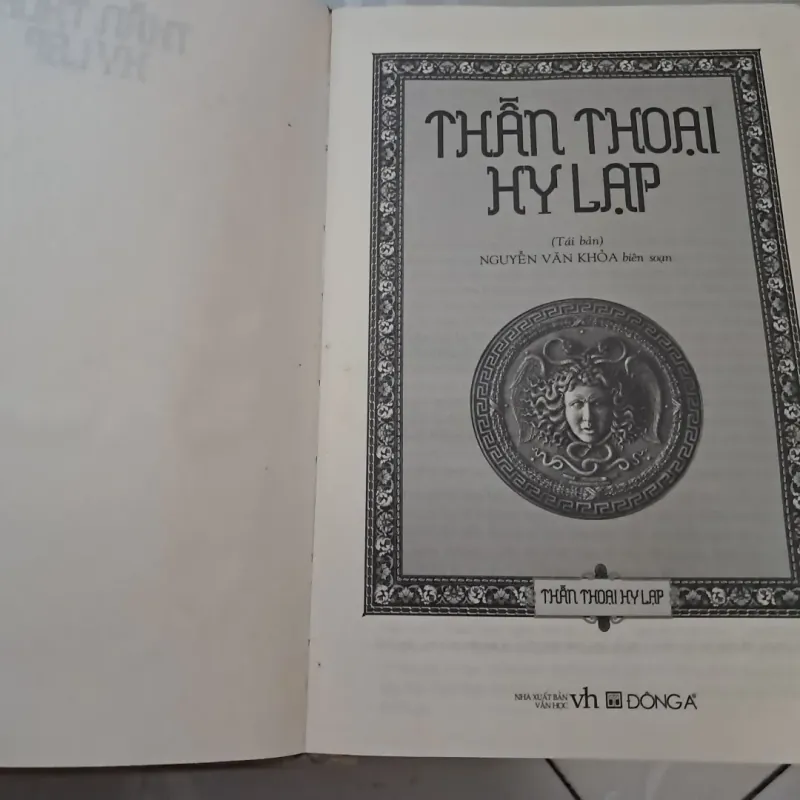 THẦN THOẠI
HY LẠP
(Tái bản)
NGUYỄN VĂN KHỎA biên soạn
THẦN THOẠI HY LẠP
NHÀ XUẤT BẢN
VĂN HỌC
vh ĐÔNG A